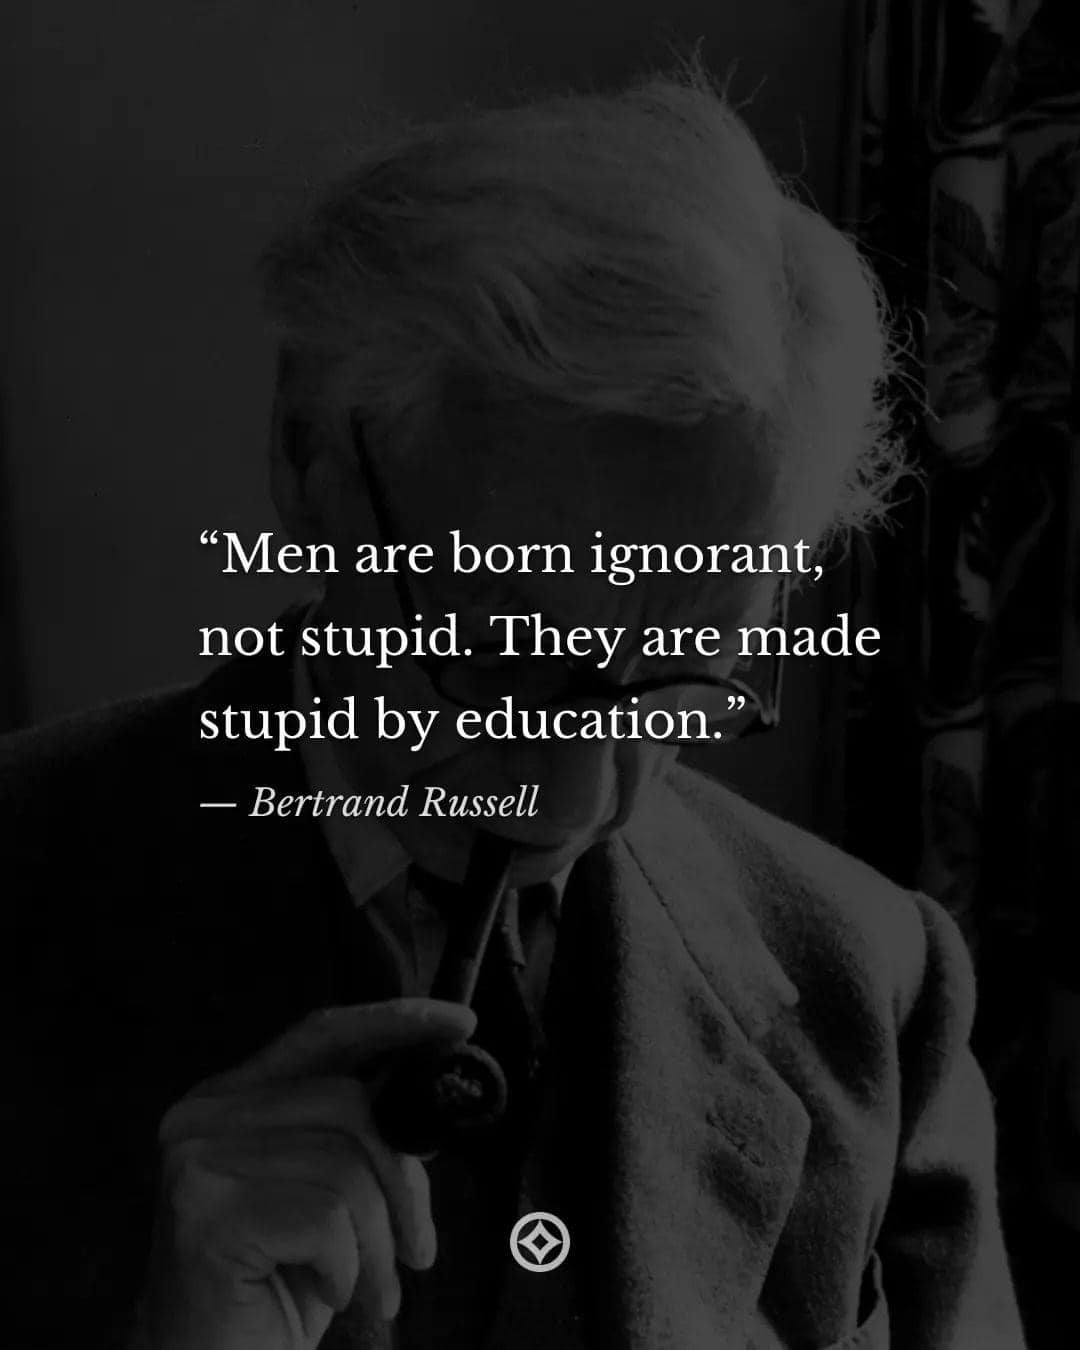 “Men are born ignorant,
not stupid. They are made
stupid by education.”
— Bertrand Russell